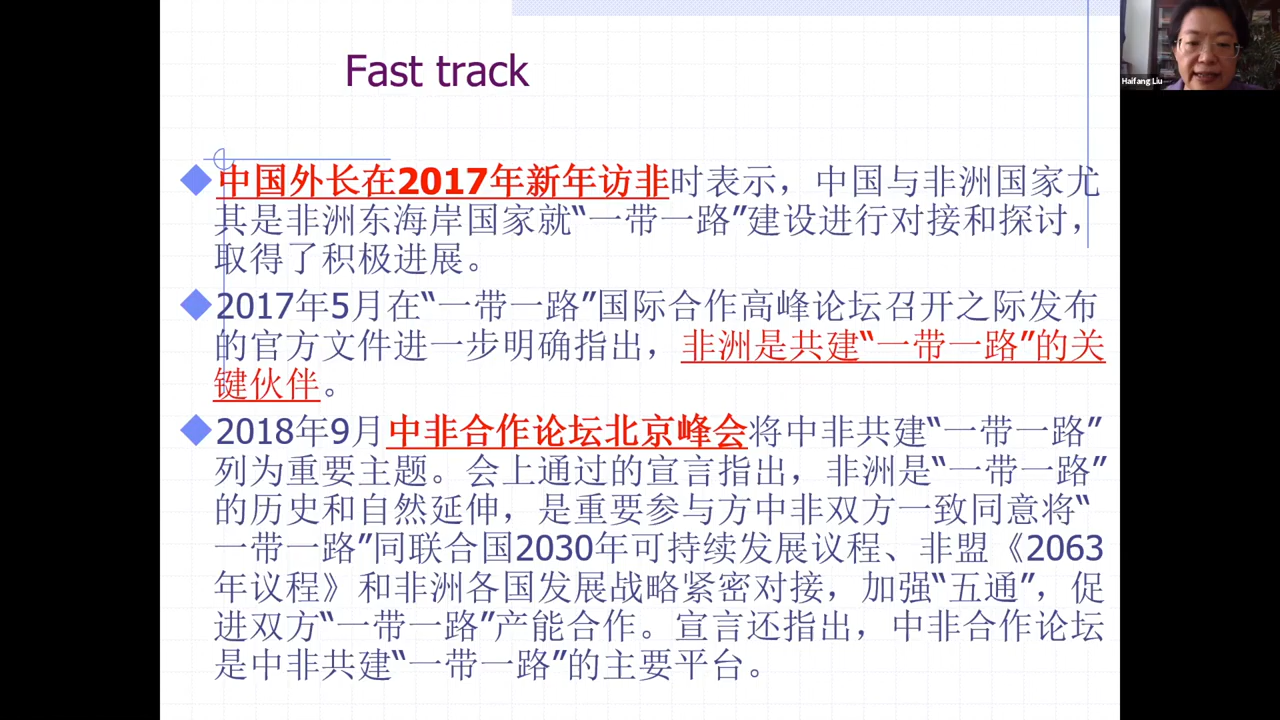 Fast track
Haifang Liu
中国外长在2017年新年访非时表示，中国与非洲国家尤
其是非洲东海岸国家就“一带一路”建设进行对接和探讨，
取得了积极进展。
2017年5月在“一带一路”国际合作高峰论坛召开之际发布
的官方文件进一步明确指出，非洲是共建“一带一路”的关
键伙伴。
2018年9月中非合作论坛北京峰会将中非共建“一带一路”
列为重要主题。会上通过的宣言指出，非洲是“一带一路”
的历史和自然延伸，是重要参与方中非双方一致同意将“
一带一路”同联合国2030年可持续发展议程、非盟《2063
年议程》和非洲各国发展战略紧密对接，加强“五通”，促
进双方“一带一路”产能合作。宣言还指出，中非合作论坛
是中非共建“一带一路”的主要平台。